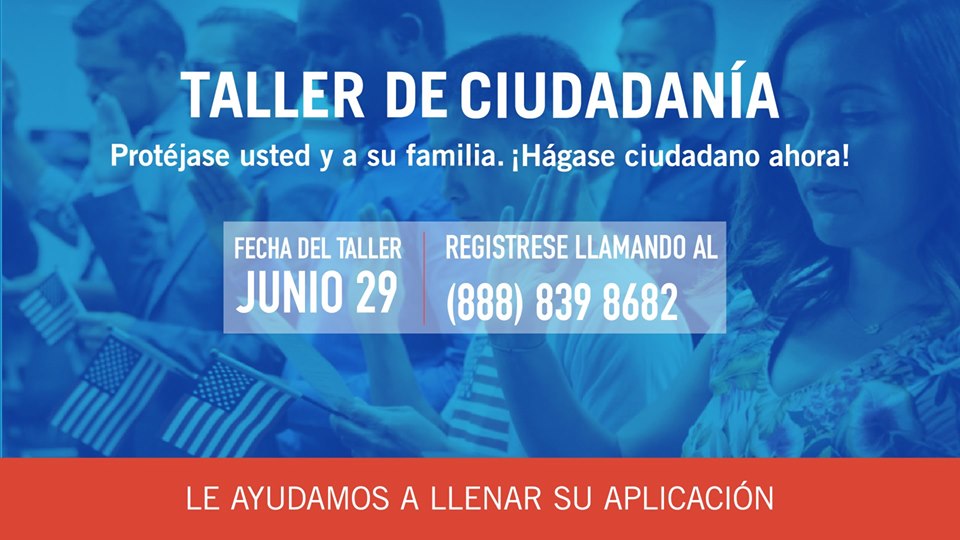 TALLER DE CIUDADANÍA
Protéjase usted y a su familia. ¡Hágase ciudadano ahora!
FECHA DEL TALLER
JUNIO 29
REGISTRESE LLAMANDO AL
(888) 839 8682
LE AYUDAMOS A LLENAR SU APLICACIÓN